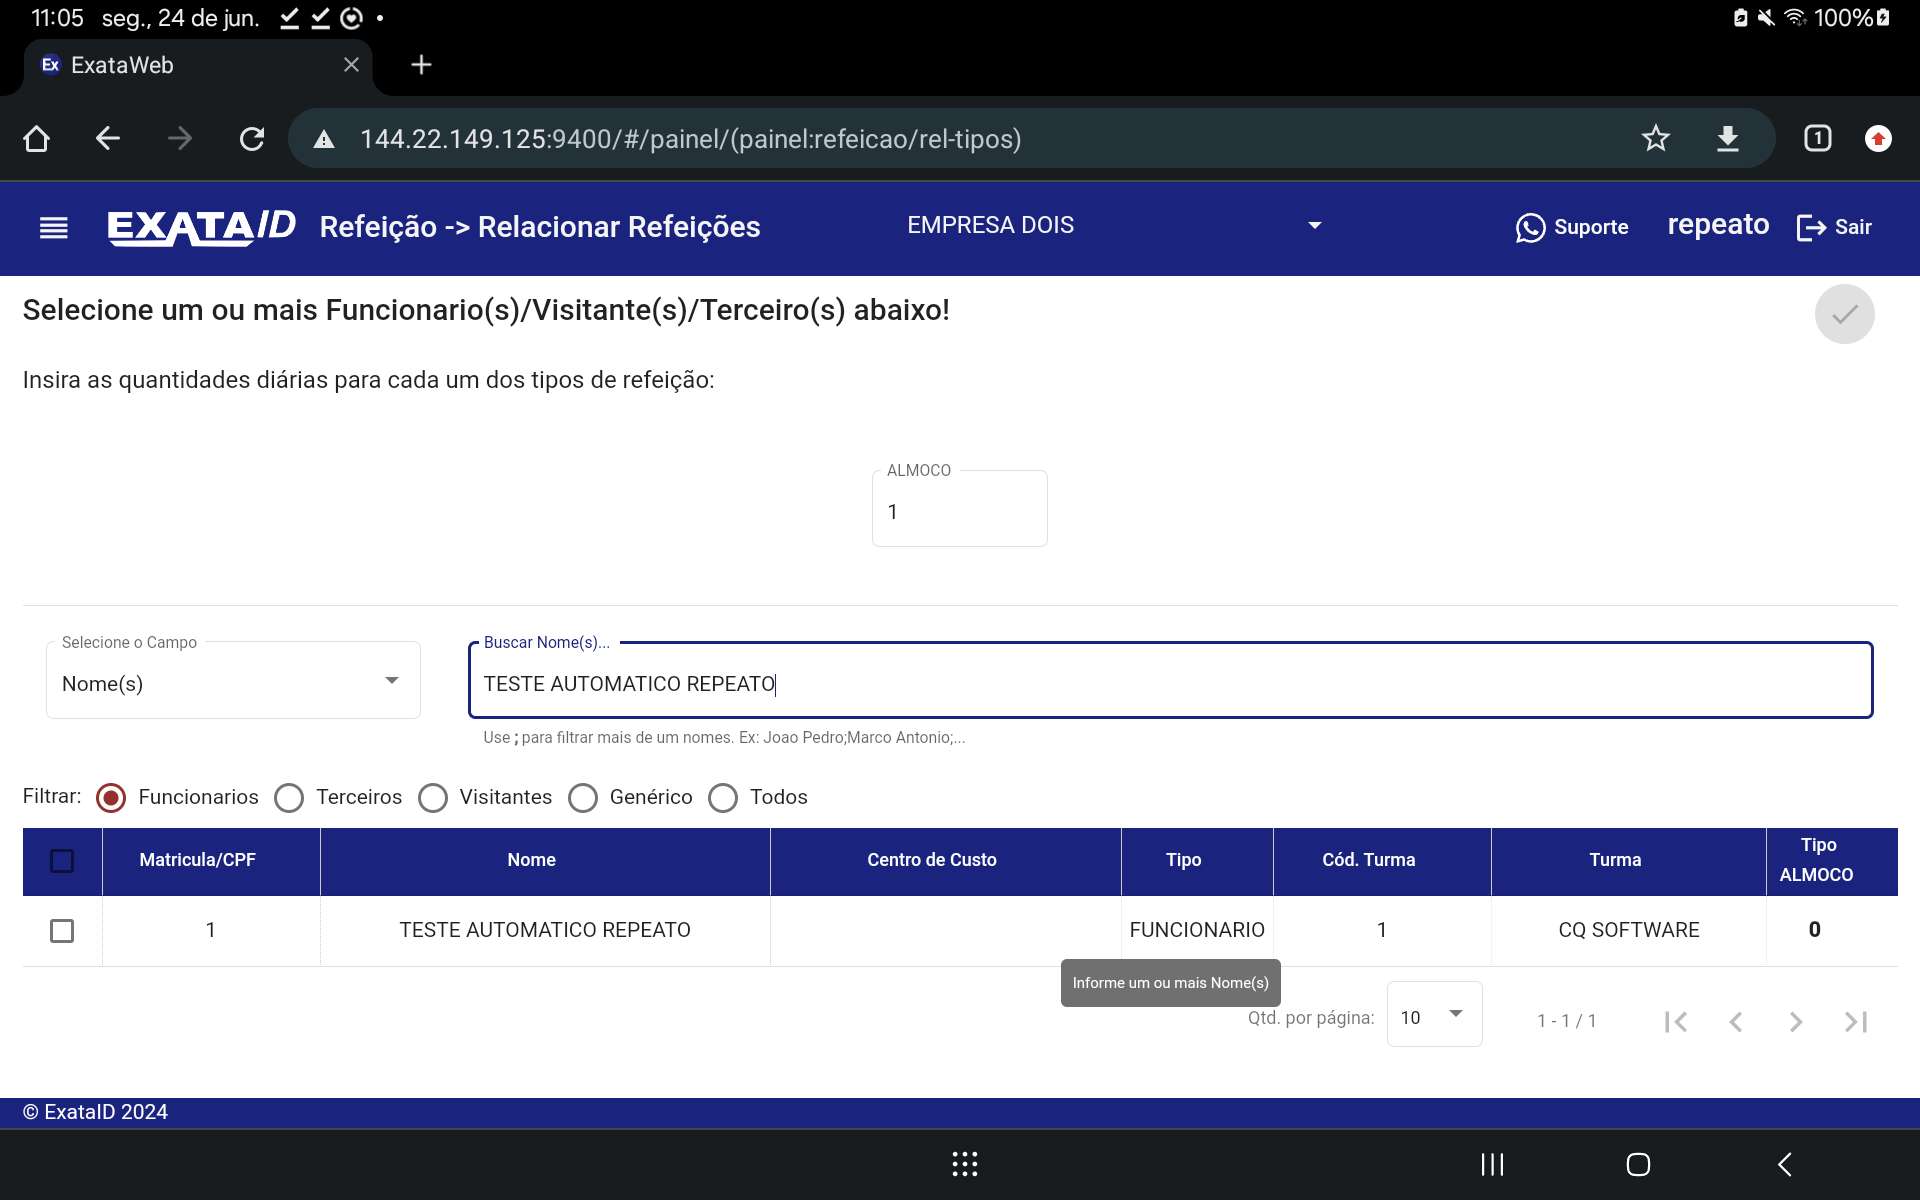 11:05 seg., 24 de jun. 100%
Ex ExataWeb
144.22.149.125:9400/#/painel/(painel:refeicao/rel-tipos) 1
EXATAID Refeição -> Relacionar Refeições EMPRESA DOIS Suporte repeato Sair
Selecione um ou mais Funcionario(s)/Visitante(s)/Terceiro(s) abaixo!
Insira as quantidades diárias para cada um dos tipos de refeição:
ALMOCO
1
Selecione o Campo Buscar Nome(s)...
Nome(s) TESTE AUTOMATICO REPEATO
Use ; para filtrar mais de um nomes. Ex: Joao Pedro;Marco Antonio;...
Filtrar: Funcionarios Terceiros Visitantes Genérico Todos
Matricula/CPF Nome Centro de Custo Tipo Cód. Turma Turma Tipo ALMOCO
1 TESTE AUTOMATICO REPEATO FUNCIONARIO 1 CQ SOFTWARE 0
Informe um ou mais Nome(s)
Qtd. por página: 10 1 - 1 / 1
© ExataID 2024